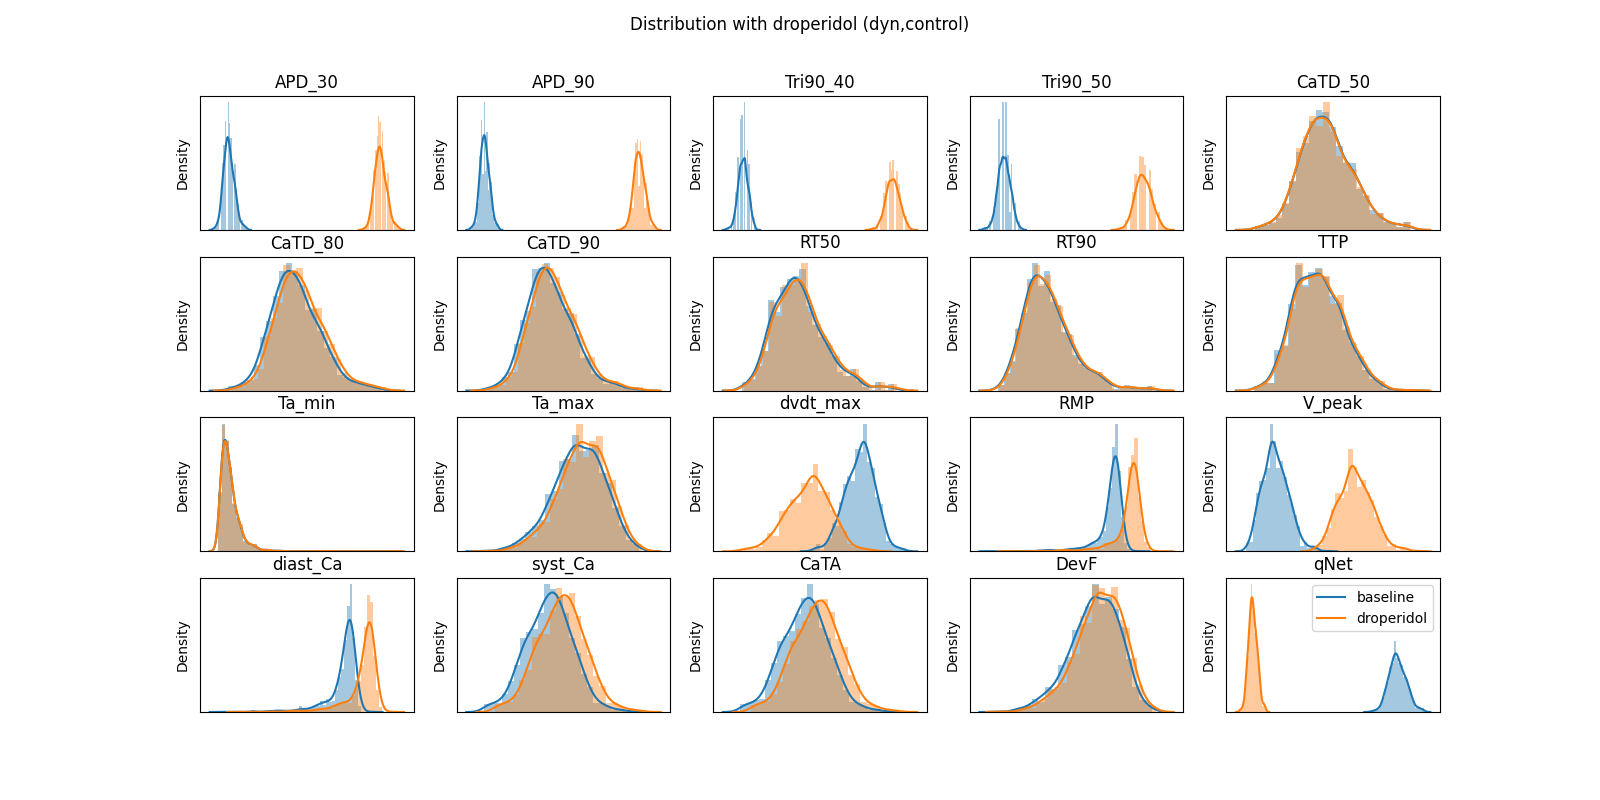 Distribution with droperidol (dyn,control)
APD_30
APD_90
Tri90_40
Tri90_50
CaTD_50
Density
Density
Density
Density
Density
CaTD_80
CaTD_90
RT50
RT90
TTP
Density
Density
Density
Density
Density
Ta_min
Ta_max
dvdt_max
RMP
V_peak
Density
Density
Density
Density
Density
diast_Ca
syst_Ca
CaTA
DevF
qNet
Density
Density
Density
Density
Density
baseline
droperidol